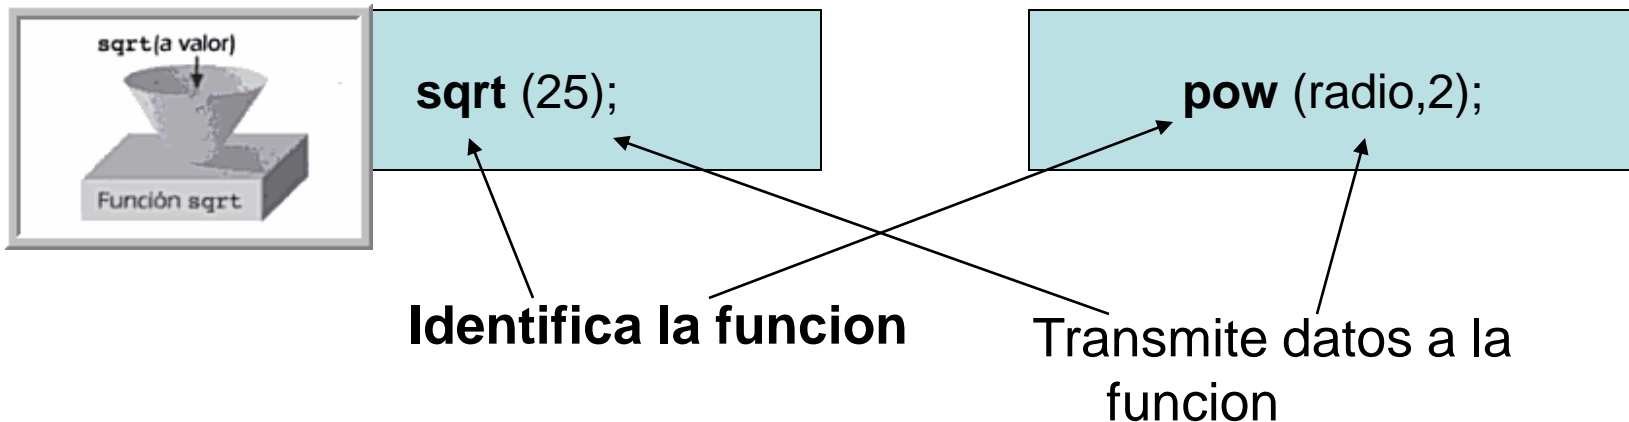 sqrt(a valor)
Función sqrt
sqrt (25);
pow (radio,2);
Identifica la funcion
Transmite datos a la
funcion